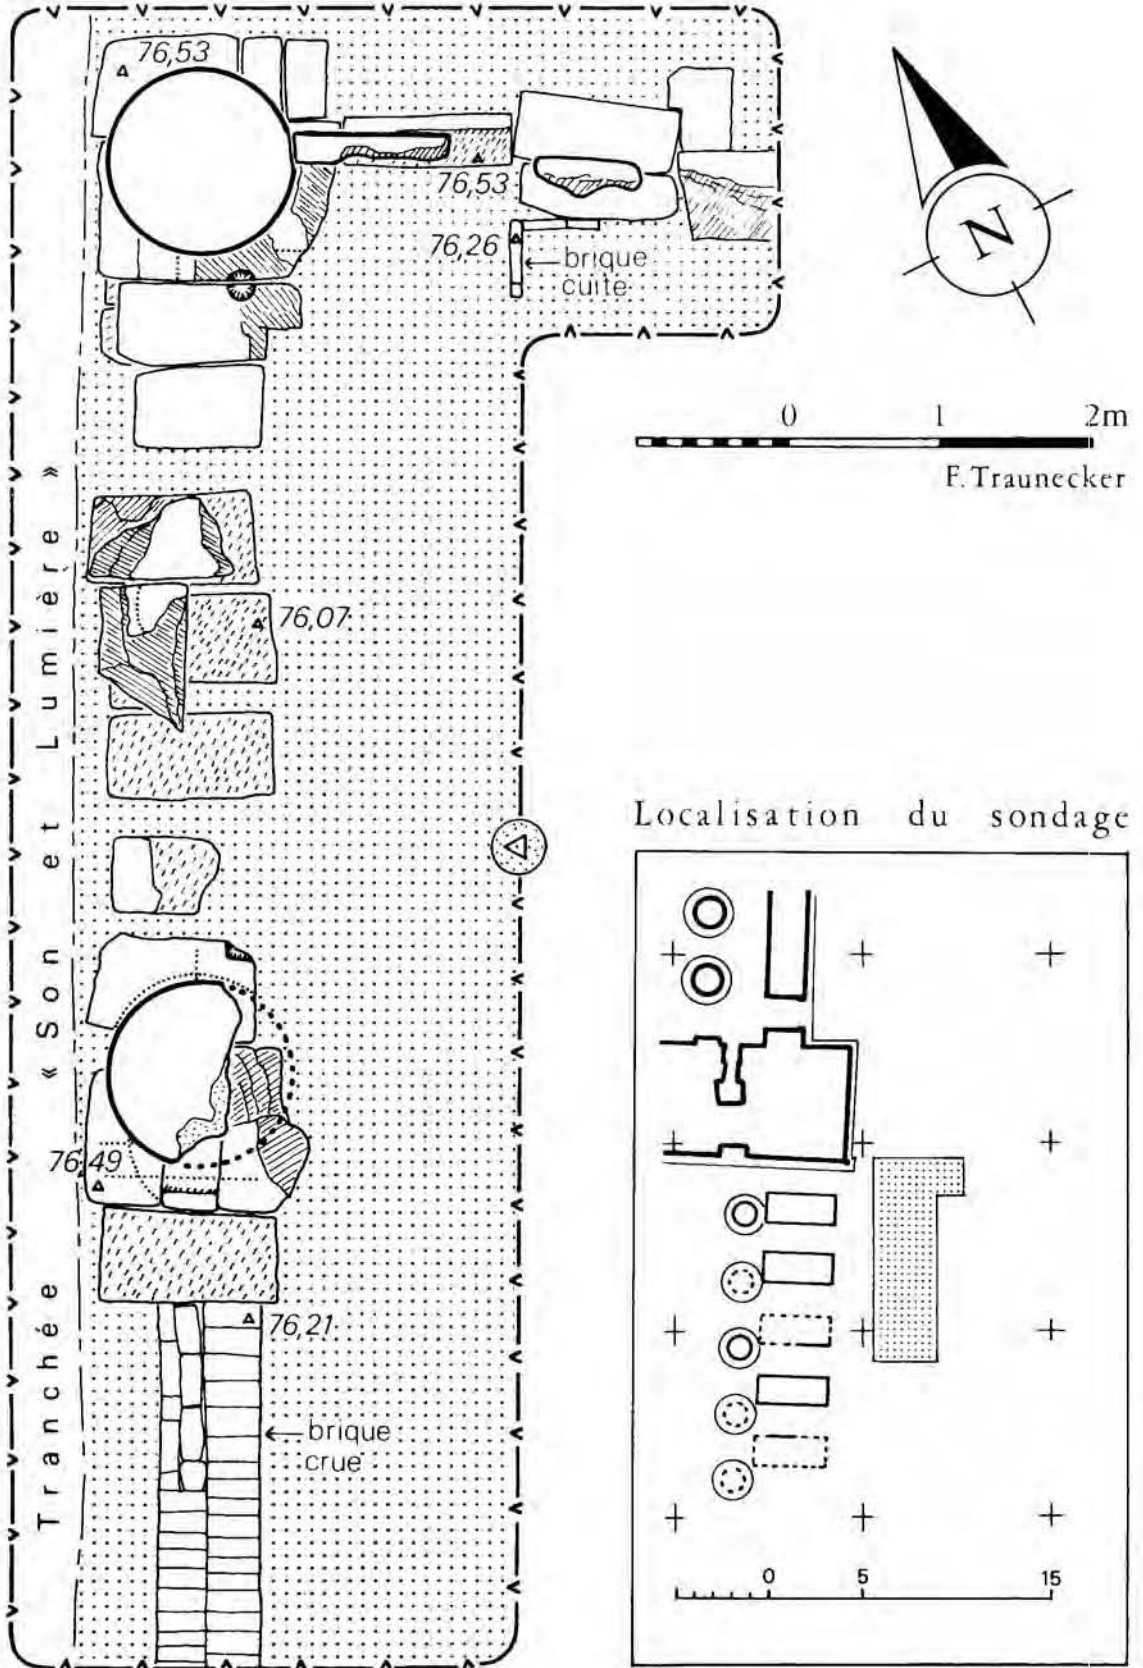 76,53
76,53
76,26
brique
cuite
N
0 1 2m
F. Traunecker
76,07
Tranchée « Son et Lumière »
Localisation du sondage
76,49
76,21
brique
crue
0 5 15